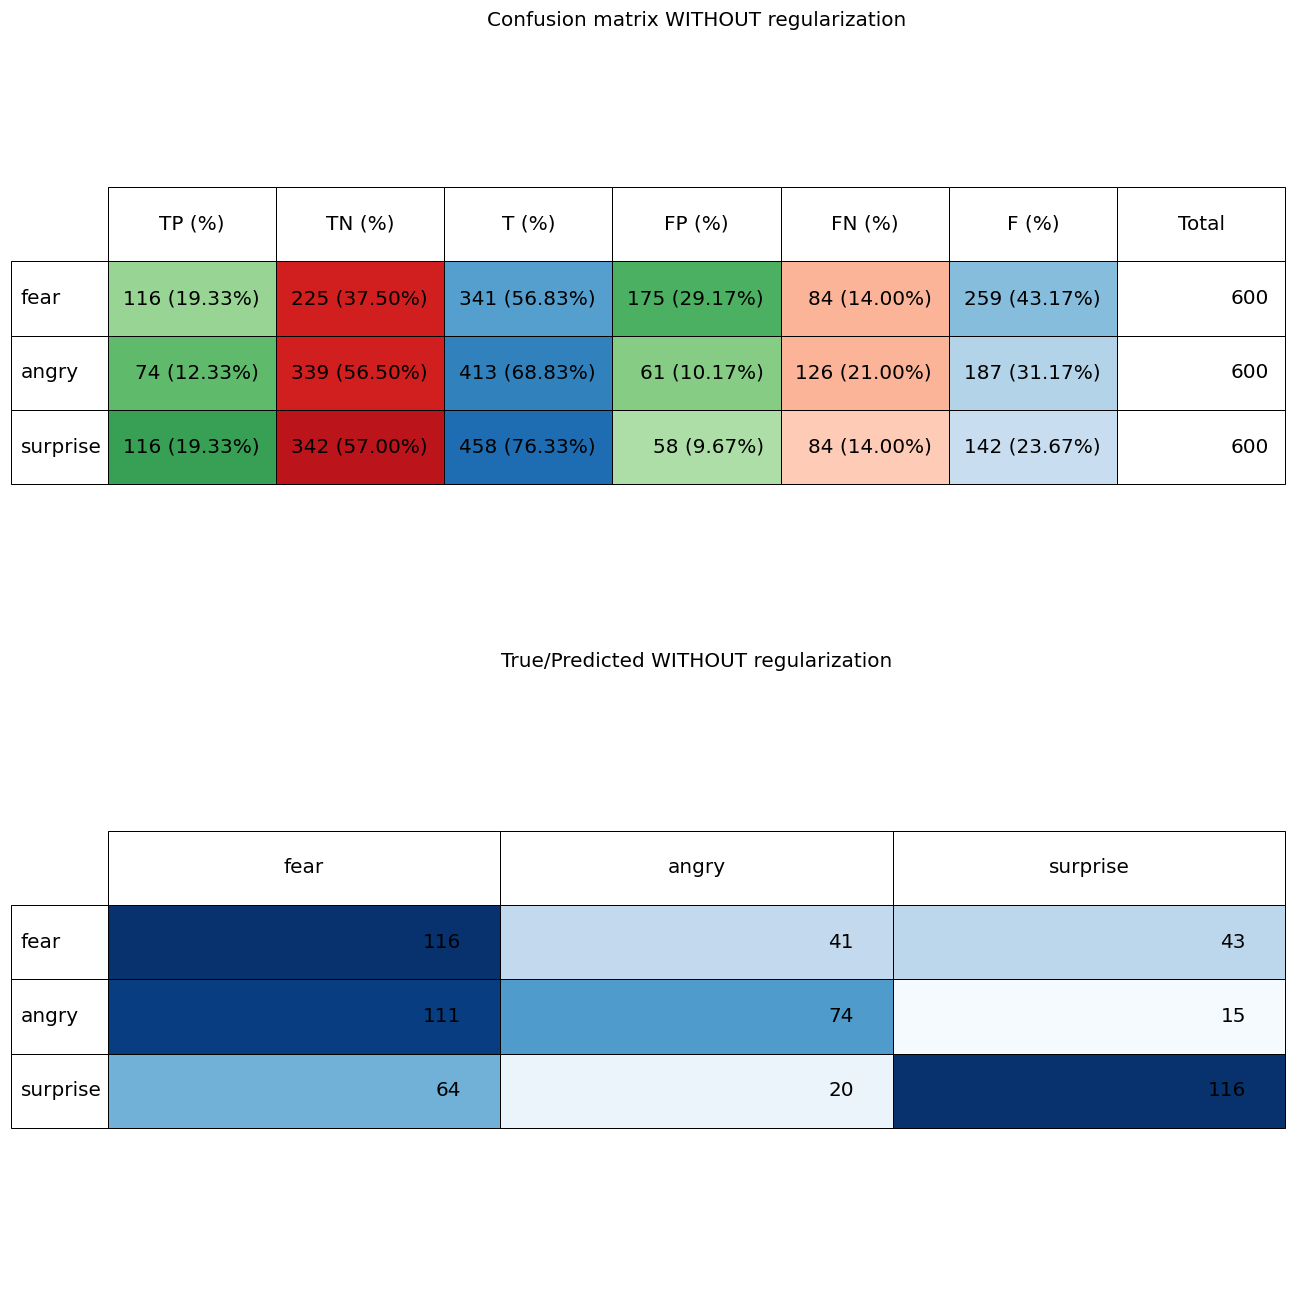 Confusion matrix WITHOUT regularization
TP (%) TN (%) T (%) FP (%) FN (%) F (%) Total
fear 116 (19.33%) 225 (37.50%) 341 (56.83%) 175 (29.17%) 84 (14.00%) 259 (43.17%) 600
angry 74 (12.33%) 339 (56.50%) 413 (68.83%) 61 (10.17%) 126 (21.00%) 187 (31.17%) 600
surprise 116 (19.33%) 342 (57.00%) 458 (76.33%) 58 (9.67%) 84 (14.00%) 142 (23.67%) 600
True/Predicted WITHOUT regularization
fear angry surprise
fear 116 41 43
angry 111 74 15
surprise 64 20 116